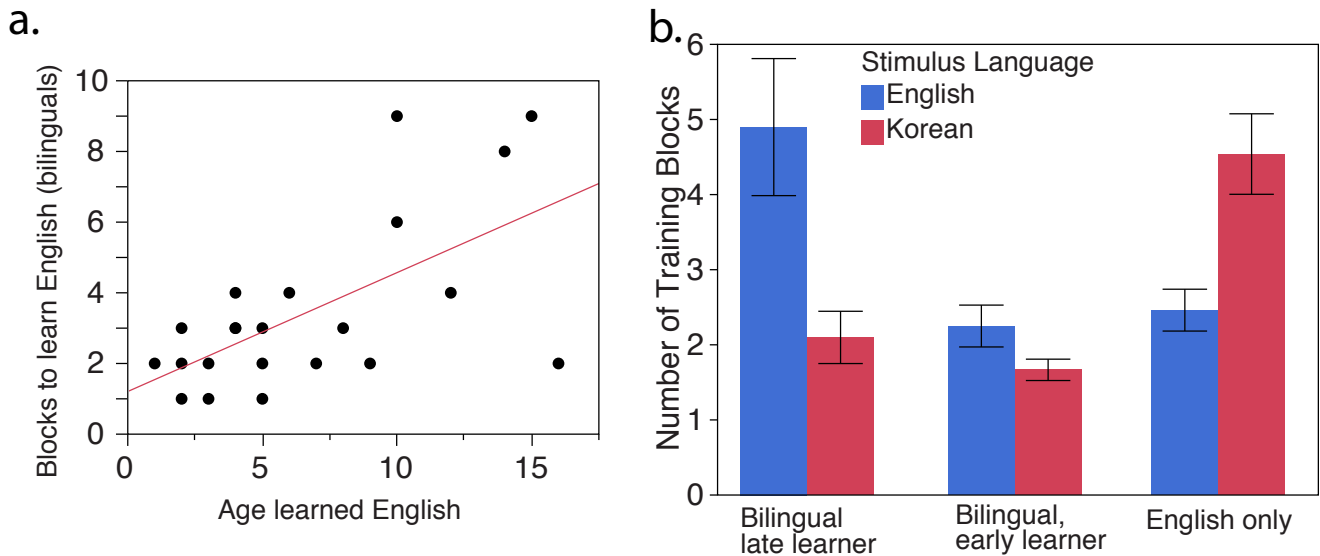 a.
Blocks to learn English (bilinguals)
10
8
6
4
2
0
0 5 10 15
Age learned English
b.
Number of Training Blocks
6
5
4
3
2
1
0
Stimulus Language
English
Korean
Bilingual
late learner
Bilingual,
early learner
English only